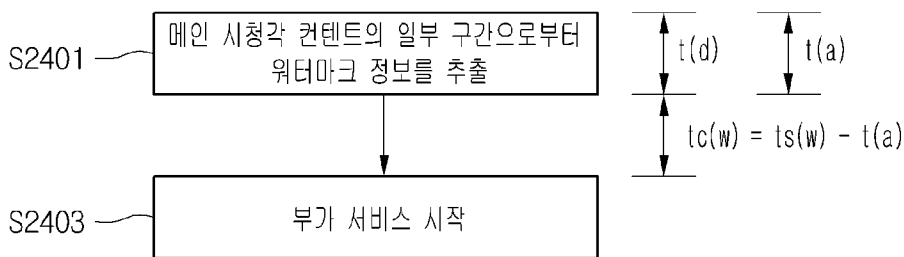 S2401
메인 시청각 컨텐트의 일부 구간으로부터
워터마크 정보를 추출
t(d)
t(a)
tc(w) = ts(w) - t(a)
S2403
부가 서비스 시작